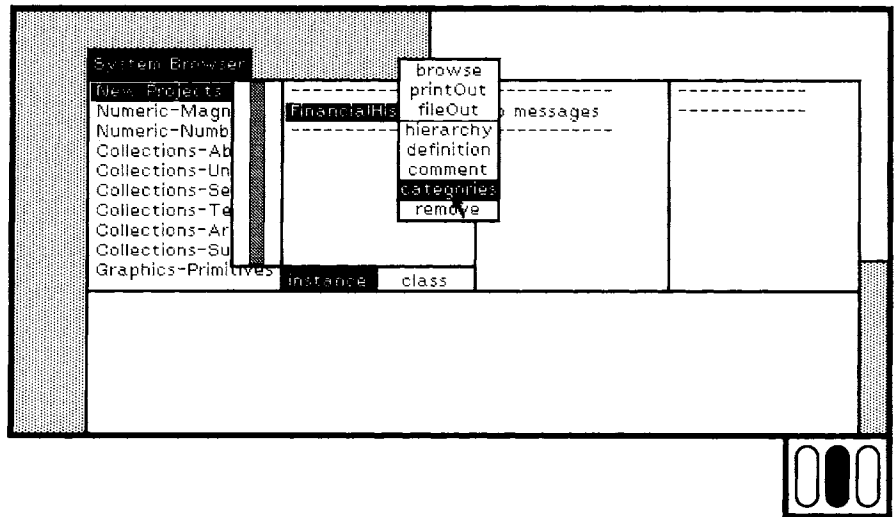 System Browser
New Projects
Numeric-Magn
Numeric-Numb
Collections-Ab
Collections-Un
Collections-Se
Collections-Te
Collections-Ar
Collections-Su
Graphics-Primitives
FinancialHis
messages
browse
printOut
fileOut
hierarchy
definition
comment
categories
remove
instance
class